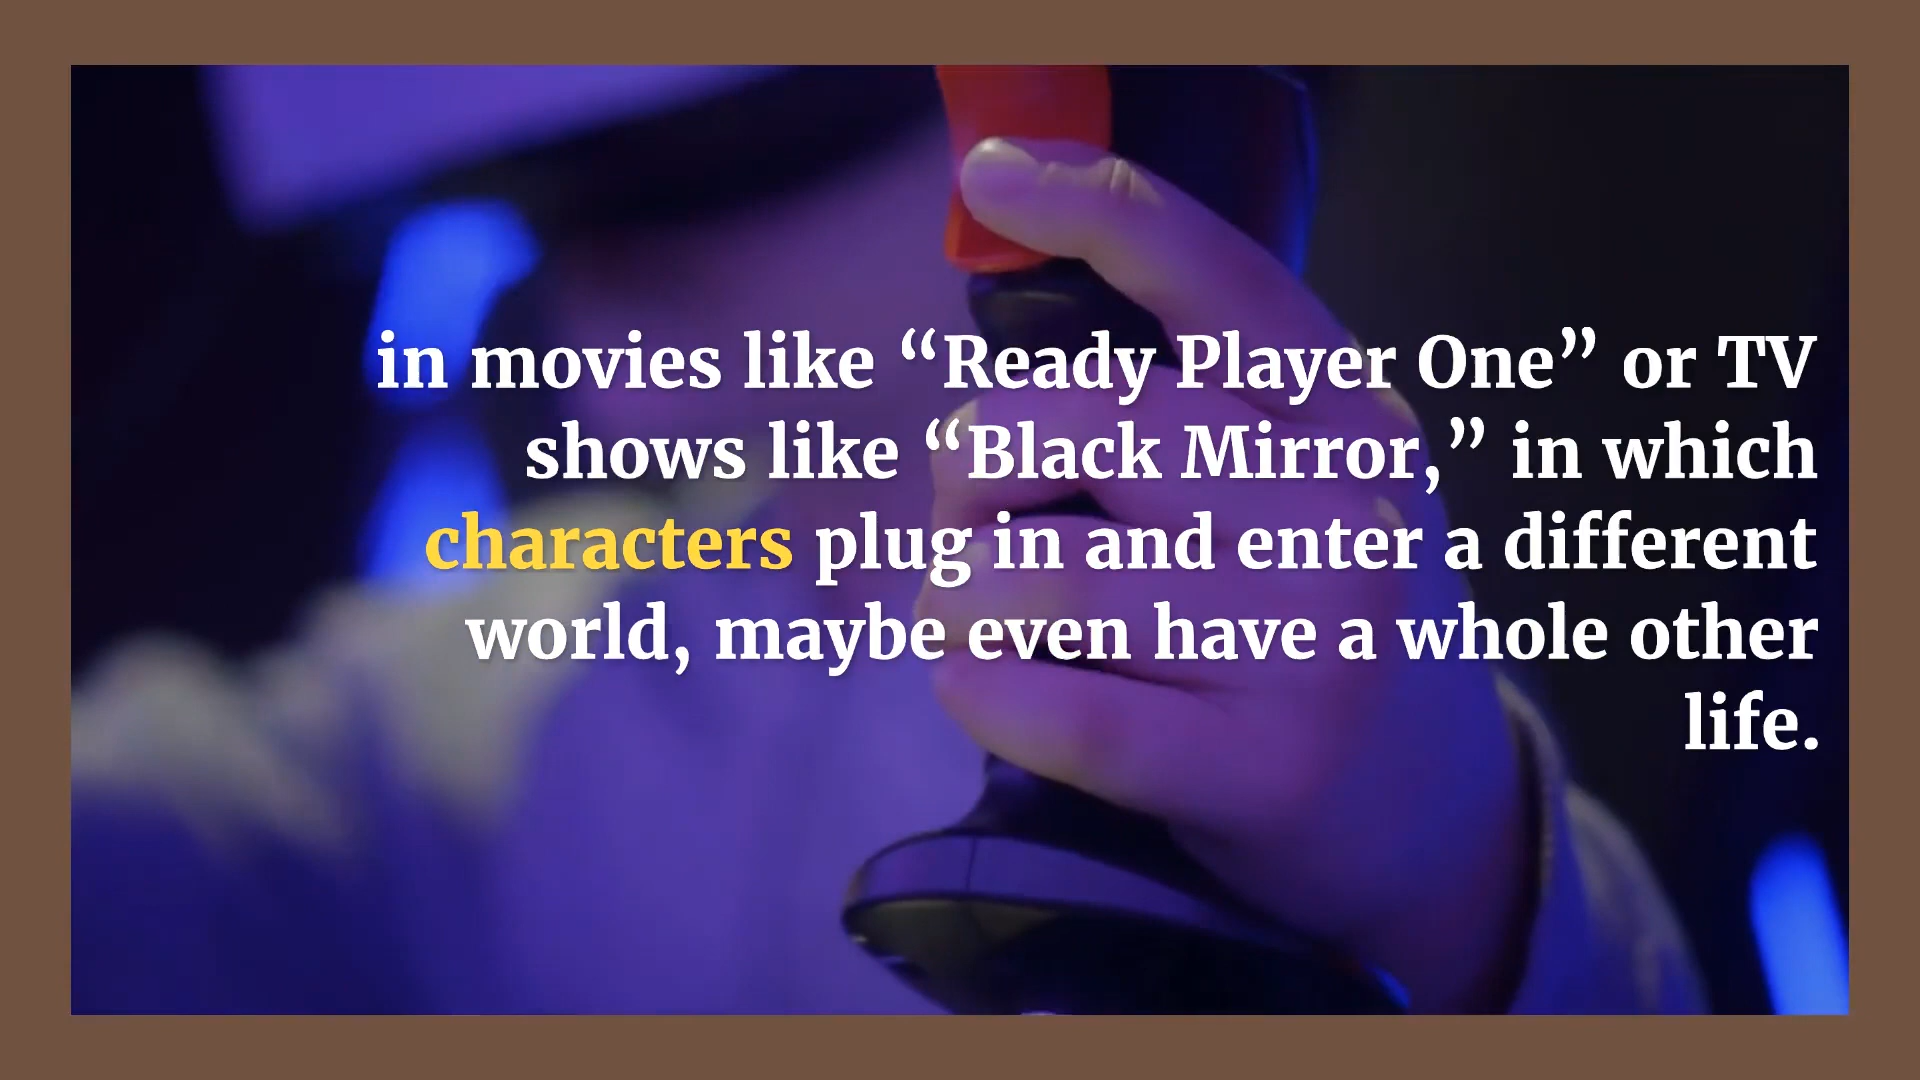 in movies like “Ready Player One” or TV
shows like “Black Mirror,” in which
characters plug in and enter a different
world, maybe even have a whole other
life.